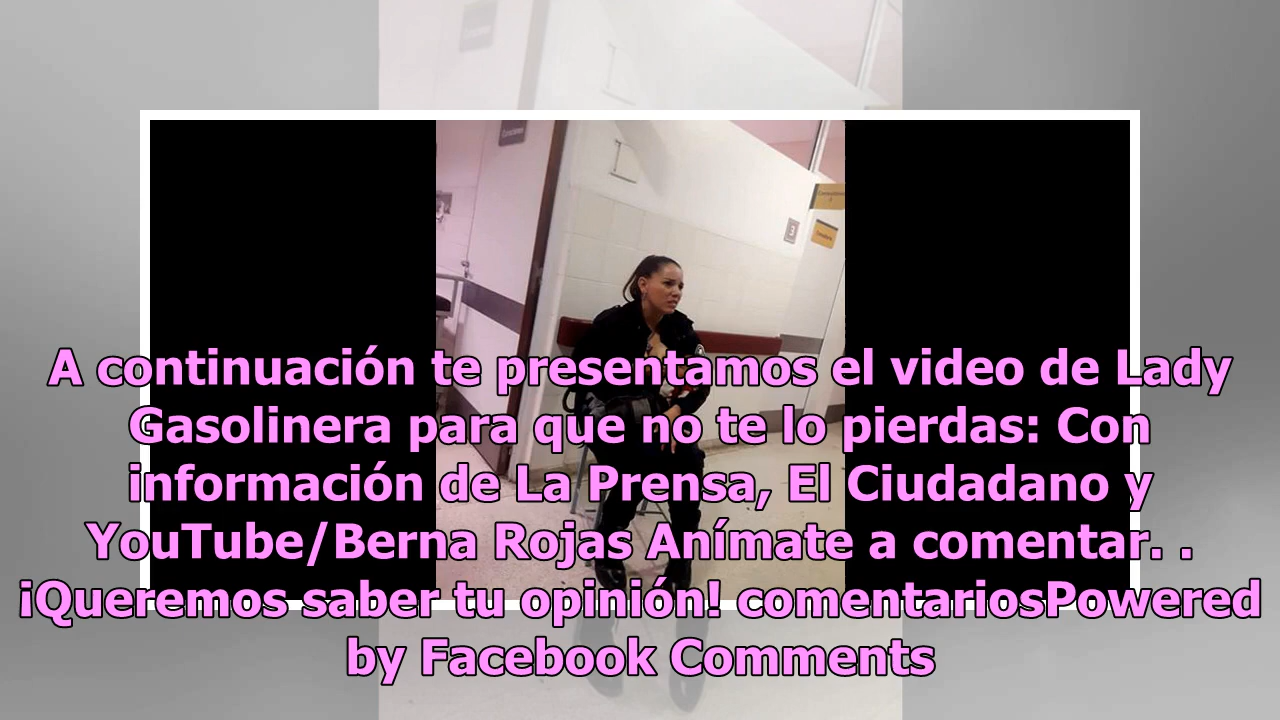 A continuación te presentamos el video de Lady
Gasolinera para que no te lo pierdas: Con
información de La Prensa, El Ciudadano y
YouTube/Berna Rojas Anímate a comentar. .
¡Queremos saber tu opinión! comentariosPowered
by Facebook Comments
3